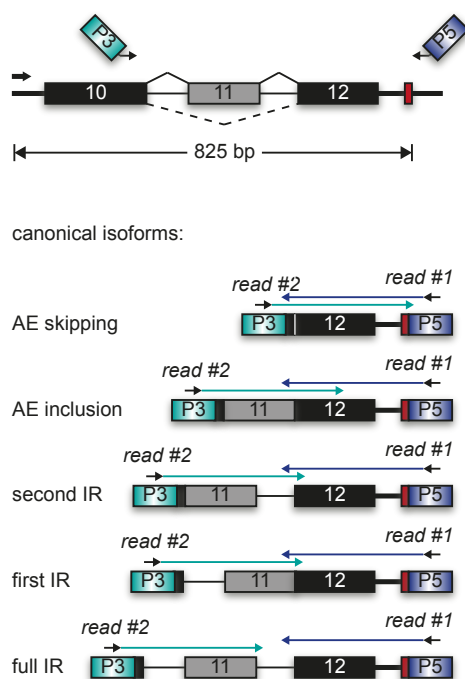 P3
P5
10
11
12
825 bp
canonical isoforms:
read #2
read #1
AE skipping
P3
12
P5
read #2
read #1
AE inclusion
P3
11
12
P5
read #2
read #1
second IR
P3
11
12
P5
read #2
read #1
first IR
P3
11
12
P5
read #2
read #1
full IR
P3
11
12
P5